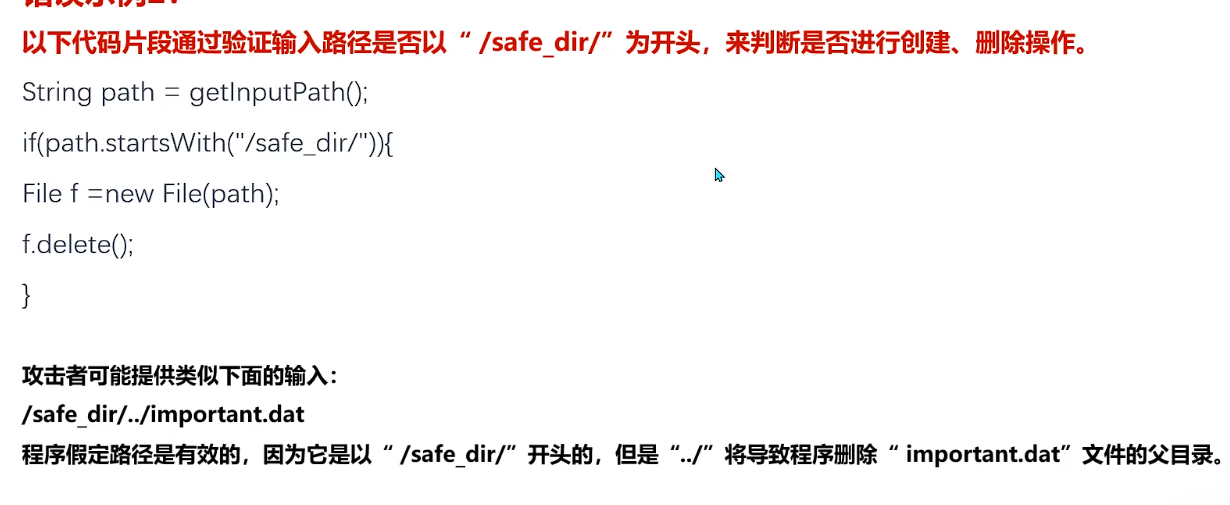 错误示例2：
以下代码片段通过验证输入路径是否以“ /safe_dir/”为开头，来判断是否进行创建、删除操作。
String path = getInputPath();
if(path.startsWith("/safe_dir/")){
File f =new File(path);
f.delete();
}
攻击者可能提供类似下面的输入：
/safe_dir/../important.dat
程序假定路径是有效的，因为它是以“ /safe_dir/”开头的，但是“../”将导致程序删除“ important.dat”文件的父目录。